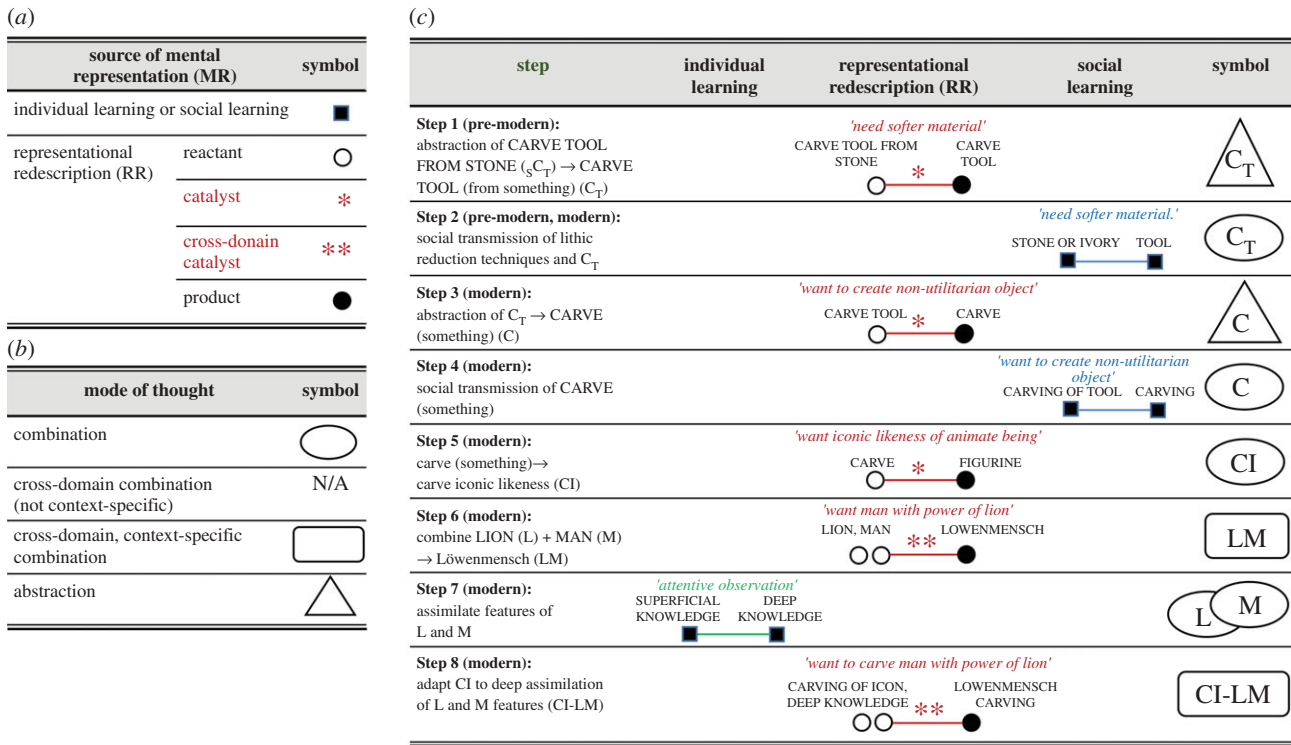 (a)
source of mental
representation (MR)
symbol
individual learning or social learning
representational
redescription (RR)
reactant
catalyst
*
cross-donain
catalyst
**
product
(b)
mode of thought
symbol
combination
cross-domain combination
(not context-specific)
N/A
cross-domain, context-specific
combination
abstraction
(c)
step
individual
learning
representational
redescription (RR)
social
learning
symbol
Step 1 (pre-modern):
abstraction of CARVE TOOL
FROM STONE (SCT) → CARVE
TOOL (from something) (CT)
'need softer material'
CARVE TOOL FROM
STONE
CARVE
TOOL
*
CT
Step 2 (pre-modern, modern):
social transmission of lithic
reduction techniques and CT
'need softer material.'
STONE OR IVORY
TOOL
CT
Step 3 (modern):
abstraction of CT → CARVE
(something) (C)
'want to create non-utilitarian object'
CARVE TOOL
*
CARVE
C
Step 4 (modern):
social transmission of CARVE
(something)
'want to create non-utilitarian
object'
CARVING OF TOOL
CARVING
C
Step 5 (modern):
carve (something)→
carve iconic likeness (CI)
'want iconic likeness of animate being'
CARVE
*
FIGURINE
CI
Step 6 (modern):
combine LION (L) + MAN (M)
→ Löwenmensch (LM)
'want man with power of lion'
LION, MAN
**
LOWENMENSCH
LM
Step 7 (modern):
assimilate features of
L and M
'attentive observation'
SUPERFICIAL
KNOWLEDGE
DEEP
KNOWLEDGE
L
M
Step 8 (modern):
adapt CI to deep assimilation
of L and M features (CI-LM)
'want to carve man with power of lion'
CARVING OF ICON,
DEEP KNOWLEDGE
**
LOWENMENSCH
CARVING
CI-LM